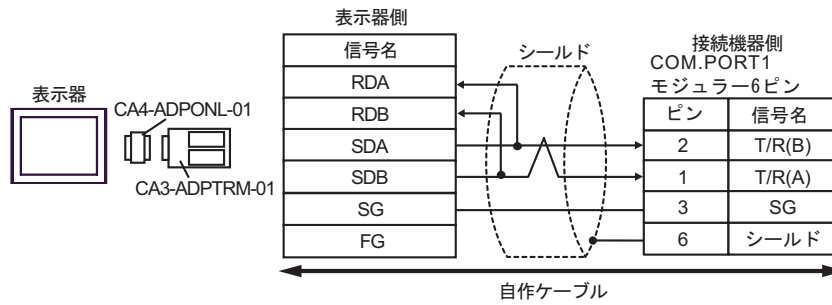 表示器
CA4-ADPONL-01
CA3-ADPTRM-01
表示器側
信号名
RDA
RDB
SDA
SDB
SG
FG
シールド
接続機器側
COM.PORT1
モジュラー6ピン
ピン 信号名
2 T/R(B)
1 T/R(A)
3 SG
6 シールド
自作ケーブル